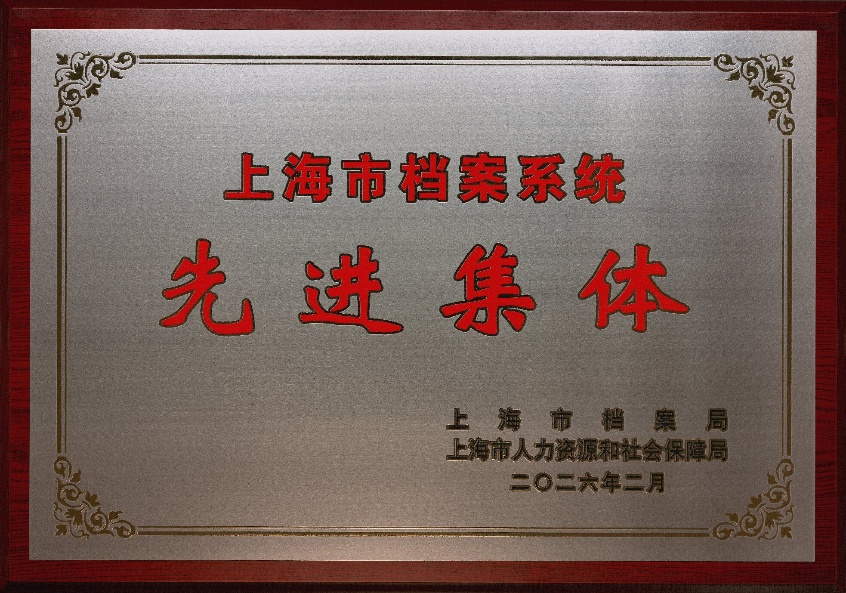 上海市档案系统
先进集体
上海市档案局
上海市人力资源和社会保障局
二〇二六年二月